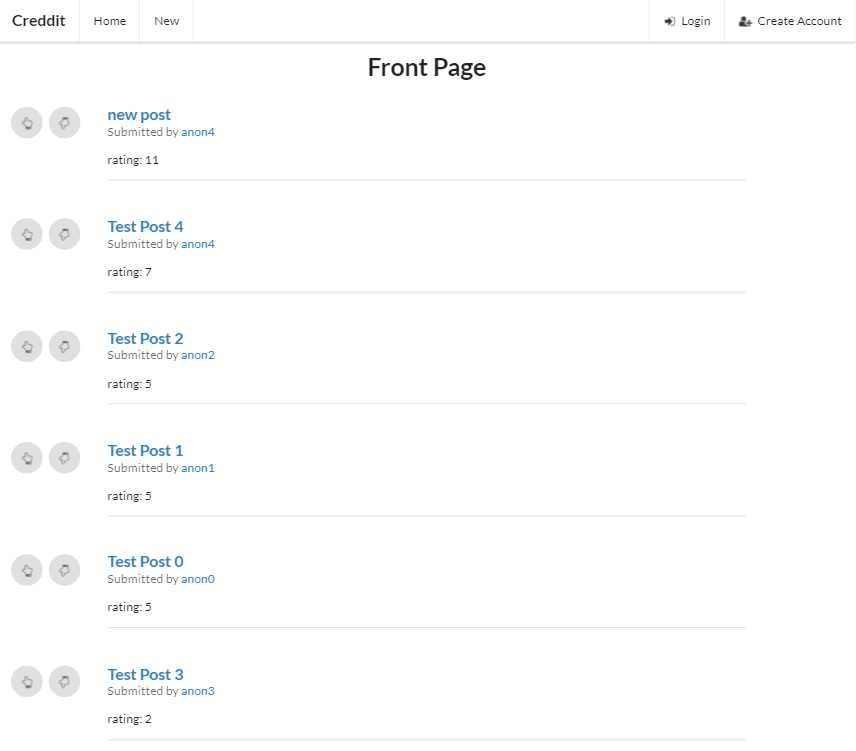 Creddit Home New Login Create Account
Front Page
new post
Submitted by anon4
rating: 11
Test Post 4
Submitted by anon4
rating: 7
Test Post 2
Submitted by anon2
rating: 5
Test Post 1
Submitted by anon1
rating: 5
Test Post 0
Submitted by anon0
rating: 5
Test Post 3
Submitted by anon3
rating: 2